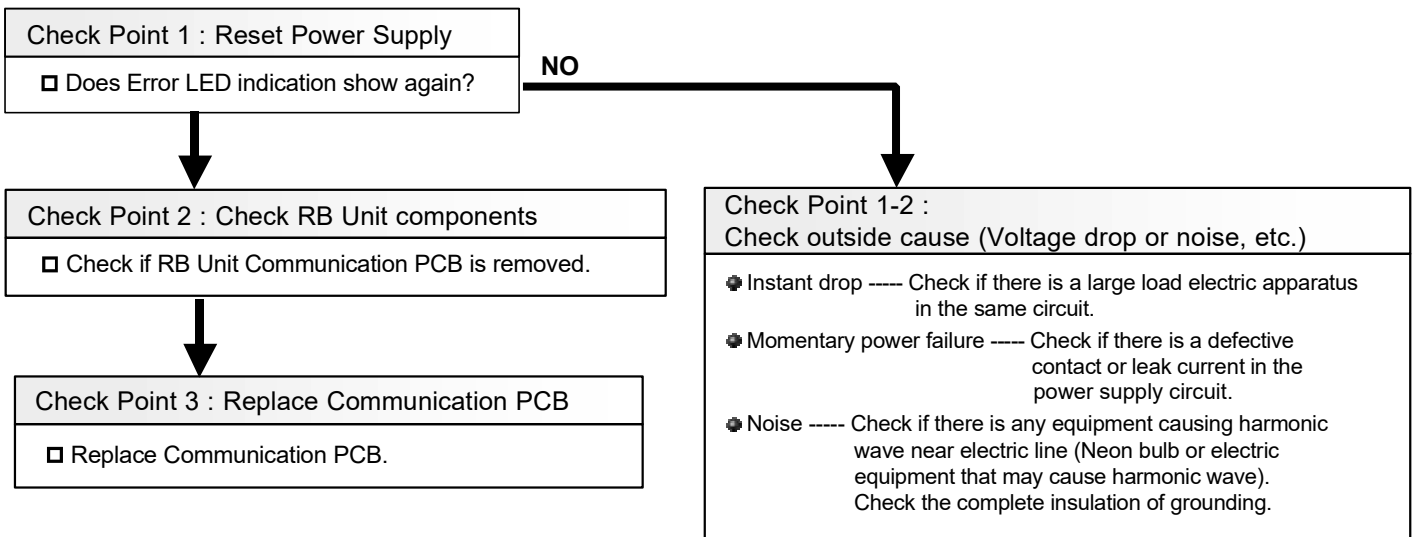 Check Point 1 : Reset Power Supply
Does Error LED indication show again?
NO
Check Point 2 : Check RB Unit components
Check if RB Unit Communication PCB is removed.
Check Point 3 : Replace Communication PCB
Replace Communication PCB.
Check Point 1-2 :
Check outside cause (Voltage drop or noise, etc.)
Instant drop ----- Check if there is a large load electric apparatus
in the same circuit.
Momentary power failure ----- Check if there is a defective
contact or leak current in the
power supply circuit.
Noise ----- Check if there is any equipment causing harmonic
wave near electric line (Neon bulb or electric
equipment that may cause harmonic wave).
Check the complete insulation of grounding.